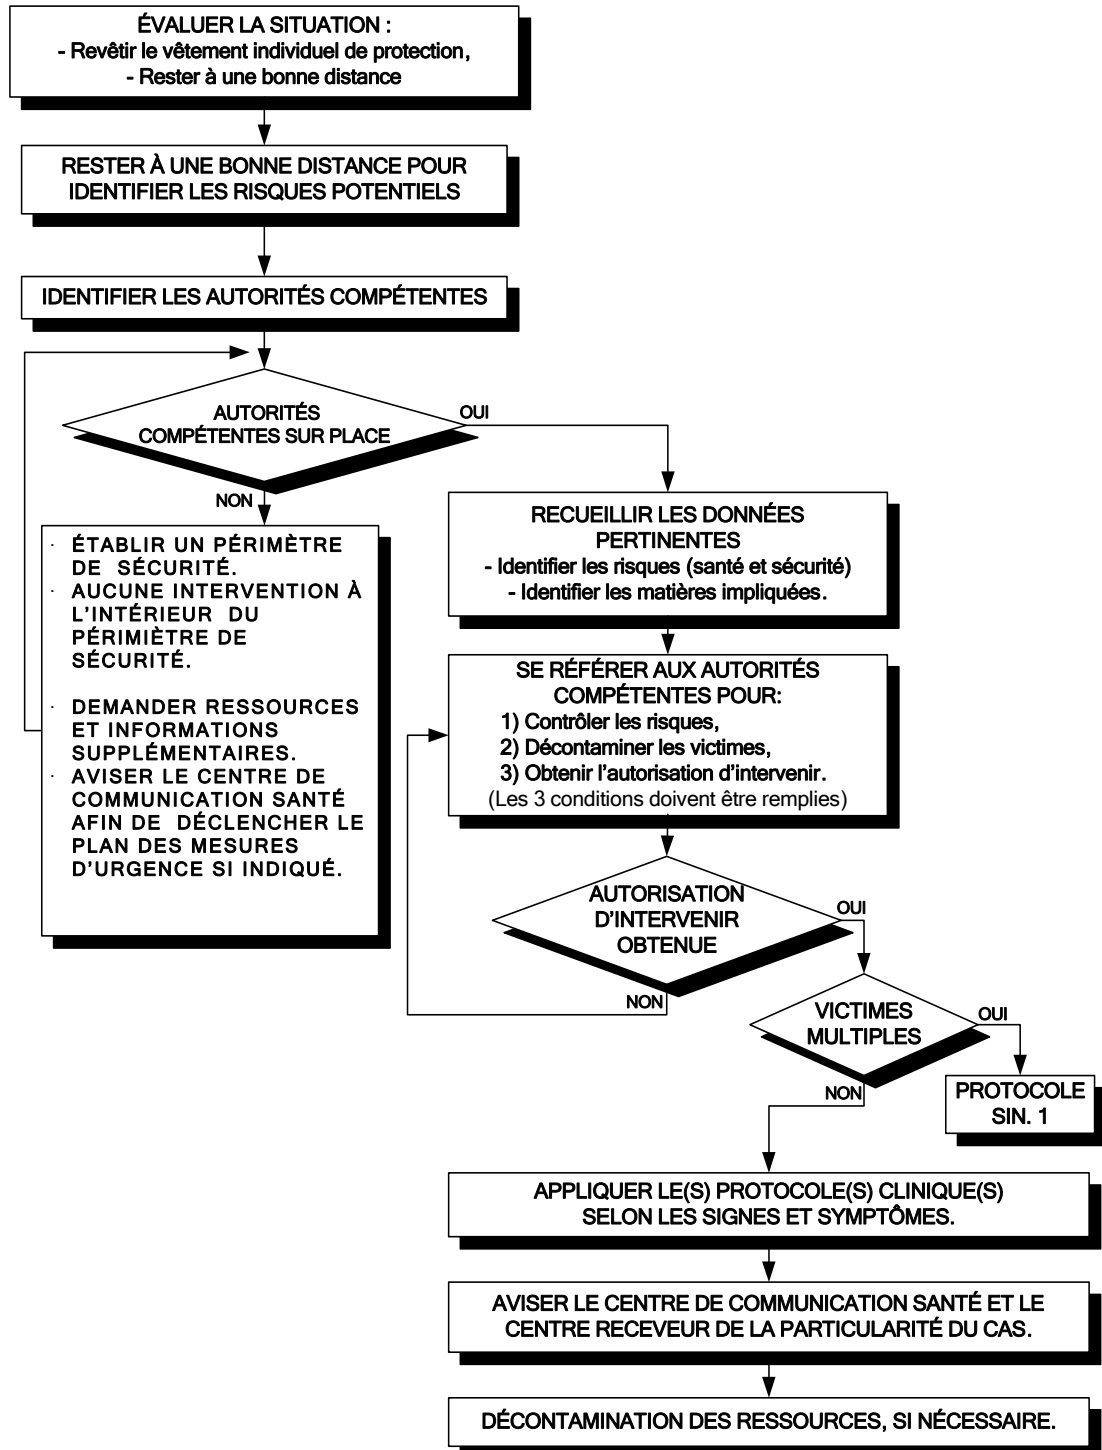 ÉVALUER LA SITUATION :
- Revêtir le vêtement individuel de protection,
- Rester à une bonne distance
RESTER À UNE BONNE DISTANCE POUR
IDENTIFIER LES RISQUES POTENTIELS
IDENTIFIER LES AUTORITÉS COMPÉTENTES
AUTORITÉS
COMPÉTENTES SUR PLACE
OUI
NON
· ÉTABLIR UN PÉRIMÈTRE
DE SÉCURITÉ.
· AUCUNE INTERVENTION À
L'INTÉRIEUR DU
PÉRIMIÈTRE DE
SÉCURITÉ.
· DEMANDER RESSOURCES
ET INFORMATIONS
SUPPLÉMENTAIRES.
· AVISER LE CENTRE DE
COMMUNICATION SANTÉ
AFIN DE DÉCLENCHER LE
PLAN DES MESURES
D'URGENCE SI INDIQUÉ.
RECUEILLIR LES DONNÉES
PERTINENTES
- Identifier les risques (santé et sécurité)
- Identifier les matières impliquées.
SE RÉFÉRER AUX AUTORITÉS
COMPÉTENTES POUR:
1) Contrôler les risques,
2) Décontaminer les victimes,
3) Obtenir l'autorisation d'intervenir.
(Les 3 conditions doivent être remplies)
AUTORISATION
D'INTERVENIR
OBTENUE
OUI
NON
VICTIMES
MULTIPLES
OUI
NON
PROTOCOLE
SIN. 1
APPLIQUER LE(S) PROTOCOLE(S) CLINIQUE(S)
SELON LES SIGNES ET SYMPTÔMES.
AVISER LE CENTRE DE COMMUNICATION SANTÉ ET LE
CENTRE RECEVEUR DE LA PARTICULARITÉ DU CAS.
DÉCONTAMINATION DES RESSOURCES, SI NÉCESSAIRE.